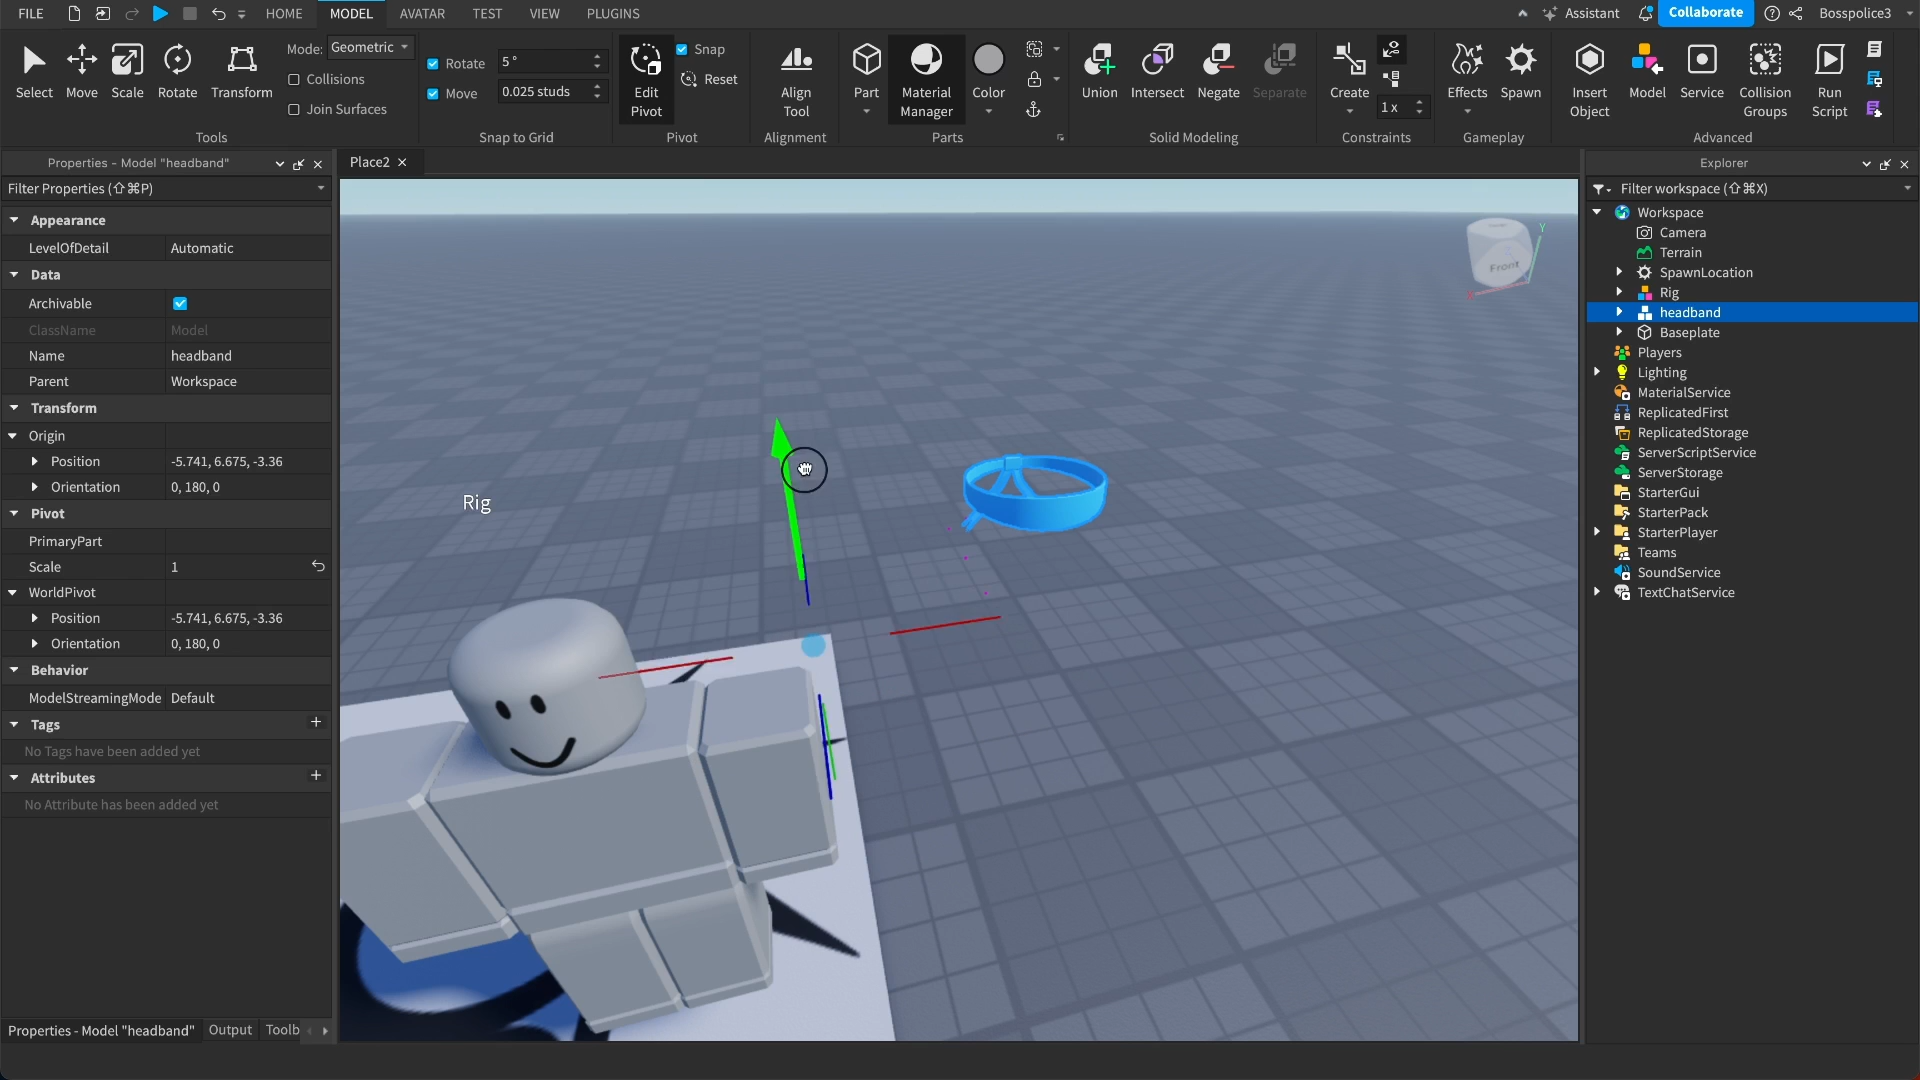 FILE
HOME
MODEL
AVATAR
TEST
VIEW
PLUGINS
Assistant
Collaborate
Bosspolice3
Select
Move
Scale
Rotate
Transform
Mode: Geometric
Collisions
Join Surfaces
Tools
Rotate 5 °
Move 0.025 studs
Snap to Grid
Edit Pivot
Snap
Reset
Pivot
Align Tool
Alignment
Part
Material Manager
Color
Parts
Union
Intersect
Negate
Separate
Solid Modeling
Create
1 x
Constraints
Effects
Spawn
Gameplay
Insert Object
Model
Service
Collision Groups
Run Script
Advanced
Properties - Model "headband"
Filter Properties (⇧⌘P)
Appearance
LevelOfDetail Automatic
Data
Archivable
ClassName Model
Name headband
Parent Workspace
Transform
Origin
Position -5.741, 6.675, -3.36
Orientation 0, 180, 0
Pivot
PrimaryPart
Scale 1
WorldPivot
Position -5.741, 6.675, -3.36
Orientation 0, 180, 0
Behavior
ModelStreamingMode Default
Tags +
No Tags have been added yet
Attributes +
No Attribute has been added yet
Properties - Model "headband"
Output
Toolb
Place2
Rig
Front
Y
Explorer
Filter workspace (⇧⌘X)
Workspace
Camera
Terrain
SpawnLocation
Rig
headband
Baseplate
Players
Lighting
MaterialService
ReplicatedFirst
ReplicatedStorage
ServerScriptService
ServerStorage
StarterGui
StarterPack
StarterPlayer
Teams
SoundService
TextChatService